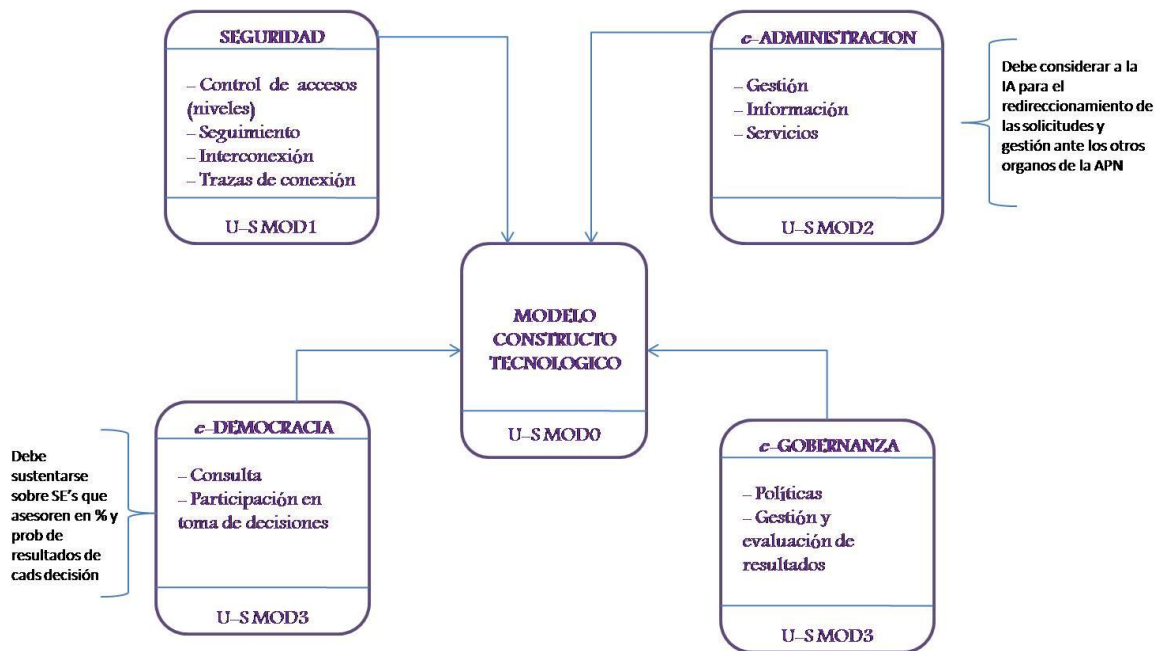 SEGURIDAD
– Control de accesos
(niveles)
– Seguimiento
– Interconexión
– Trazas de conexión
U–S MOD1
e–ADMINISTRACION
– Gestión
– Información
– Servicios
U–S MOD2
Debe considerar a la
IA para el
redireccionamiento de
las solicitudes y
gestión ante los otros
organos de la APN
MODELO
CONSTRUCTO
TECNOLOGICO
U–S MOD0
Debe
sustentarse
sobre SE's que
asesoren en % y
prob de
resultados de
cads decisión
e–DEMOCRACIA
– Consulta
– Participación en
toma de decisiones
U–S MOD3
e–GOBERNANZA
– Políticas
– Gestión y
evaluación de
resultados
U–S MOD3